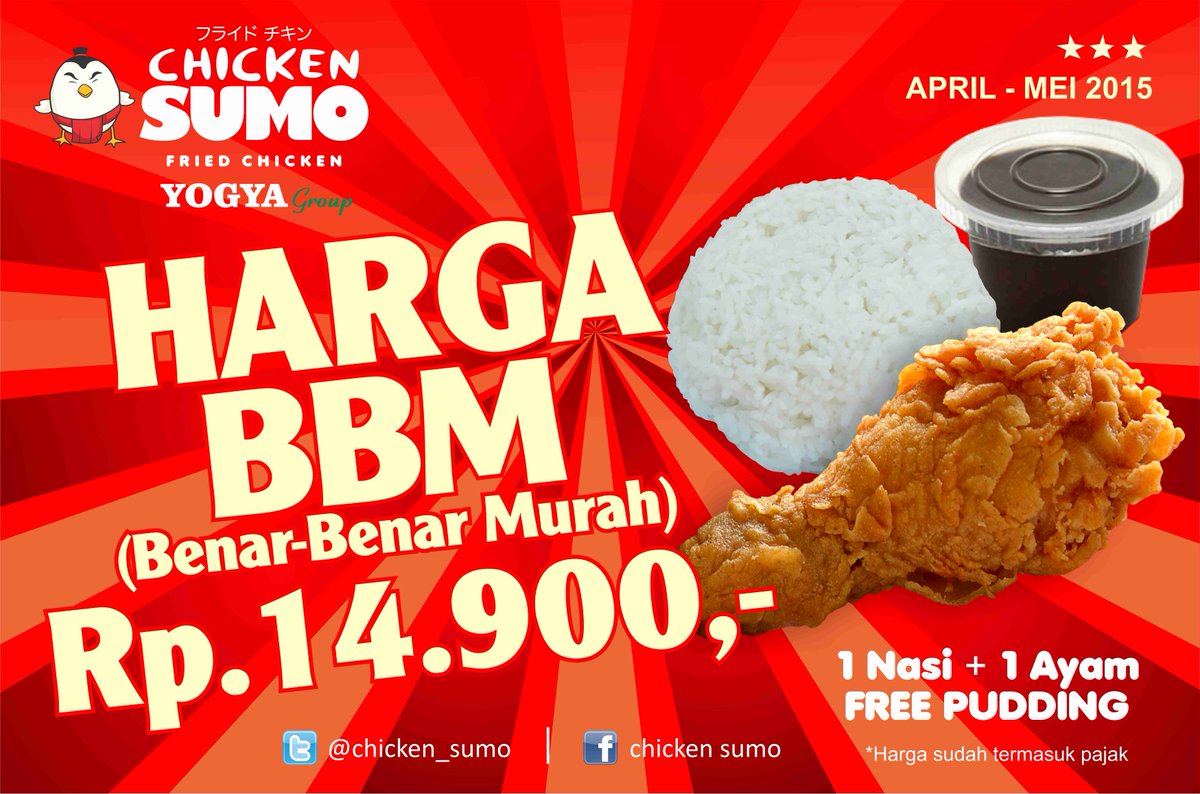 フライド チキン
CHICKEN
SUMO
FRIED CHICKEN
YOGYA Group
★★★
APRIL - MEI 2015
HARGA
BBM
(Benar-Benar Murah)
Rp.14.900,-
1 Nasi + 1 Ayam
FREE PUDDING
*Harga sudah termasuk pajak
@chicken_sumo | chicken sumo